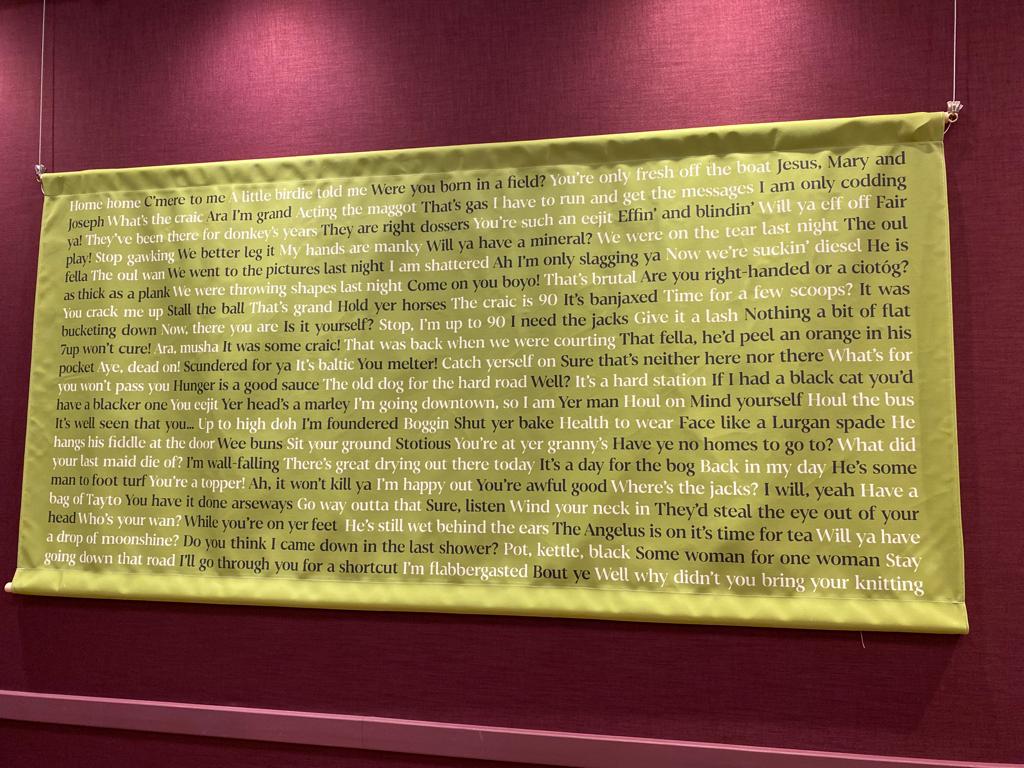 Home home C'mere to me A little birdie told me Were you born in a field? You're only fresh off the boat Jesus, Mary and
Joseph What's the craic Ara I'm grand Acting the maggot That's gas I have to run and get the messages I am only codding
ya! They've been there for donkey's years They are right dossers You're such an eejit Effin' and blindin' Will ya eff off Fair
play! Stop gawking We better leg it My hands are manky Will ya have a mineral? We were on the tear last night The oul
fella The oul wan We went to the pictures last night I am shattered Ah I'm only slagging ya Now we're suckin' diesel He is
as thick as a plank We were throwing shapes last night Come on you boyo! That's brutal Are you right-handed or a ciotóg?
You crack me up Stall the ball That's grand Hold yer horses The craic is 90 It's banjaxed Time for a few scoops? It was
bucketing down Now, there you are Is it yourself? Stop, I'm up to 90 I need the jacks Give it a lash Nothing a bit of flat
7up won't cure! Ara, musha It was some craic! That was back when we were courting That fella, he'd peel an orange in his
pocket Aye, dead on! Scundered for ya It's baltic You melter! Catch yerself on Sure that's neither here nor there What's for
you won't pass you Hunger is a good sauce The old dog for the hard road Well? It's a hard station If I had a black cat you'd
have a blacker one You eejit Yer head's a marley I'm going downtown, so I am Yer man Houl on Mind yourself Houl the bus
It's well seen that you... Up to high doh I'm foundered Boggin Shut yer bake Health to wear Face like a Lurgan spade He
hangs his fiddle at the door Wee buns Sit your ground Stotious You're at yer granny's Have ye no homes to go to? What did
your last maid die of? I'm wall-falling There's great drying out there today It's a day for the bog Back in my day He's some
man to foot turf You're a topper! Ah, it won't kill ya I'm happy out You're awful good Where's the jacks? I will, yeah Have a
bag of Tayto You have it done arseways Go way outta that Sure, listen Wind your neck in They'd steal the eye out of your
head Who's your wan? While you're on yer feet He's still wet behind the ears The Angelus is on it's time for tea Will ya have
a drop of moonshine? Do you think I came down in the last shower? Pot, kettle, black Some woman for one woman Stay
going down that road I'll go through you for a shortcut I'm flabbergasted Bout ye Well why didn't you bring your knitting